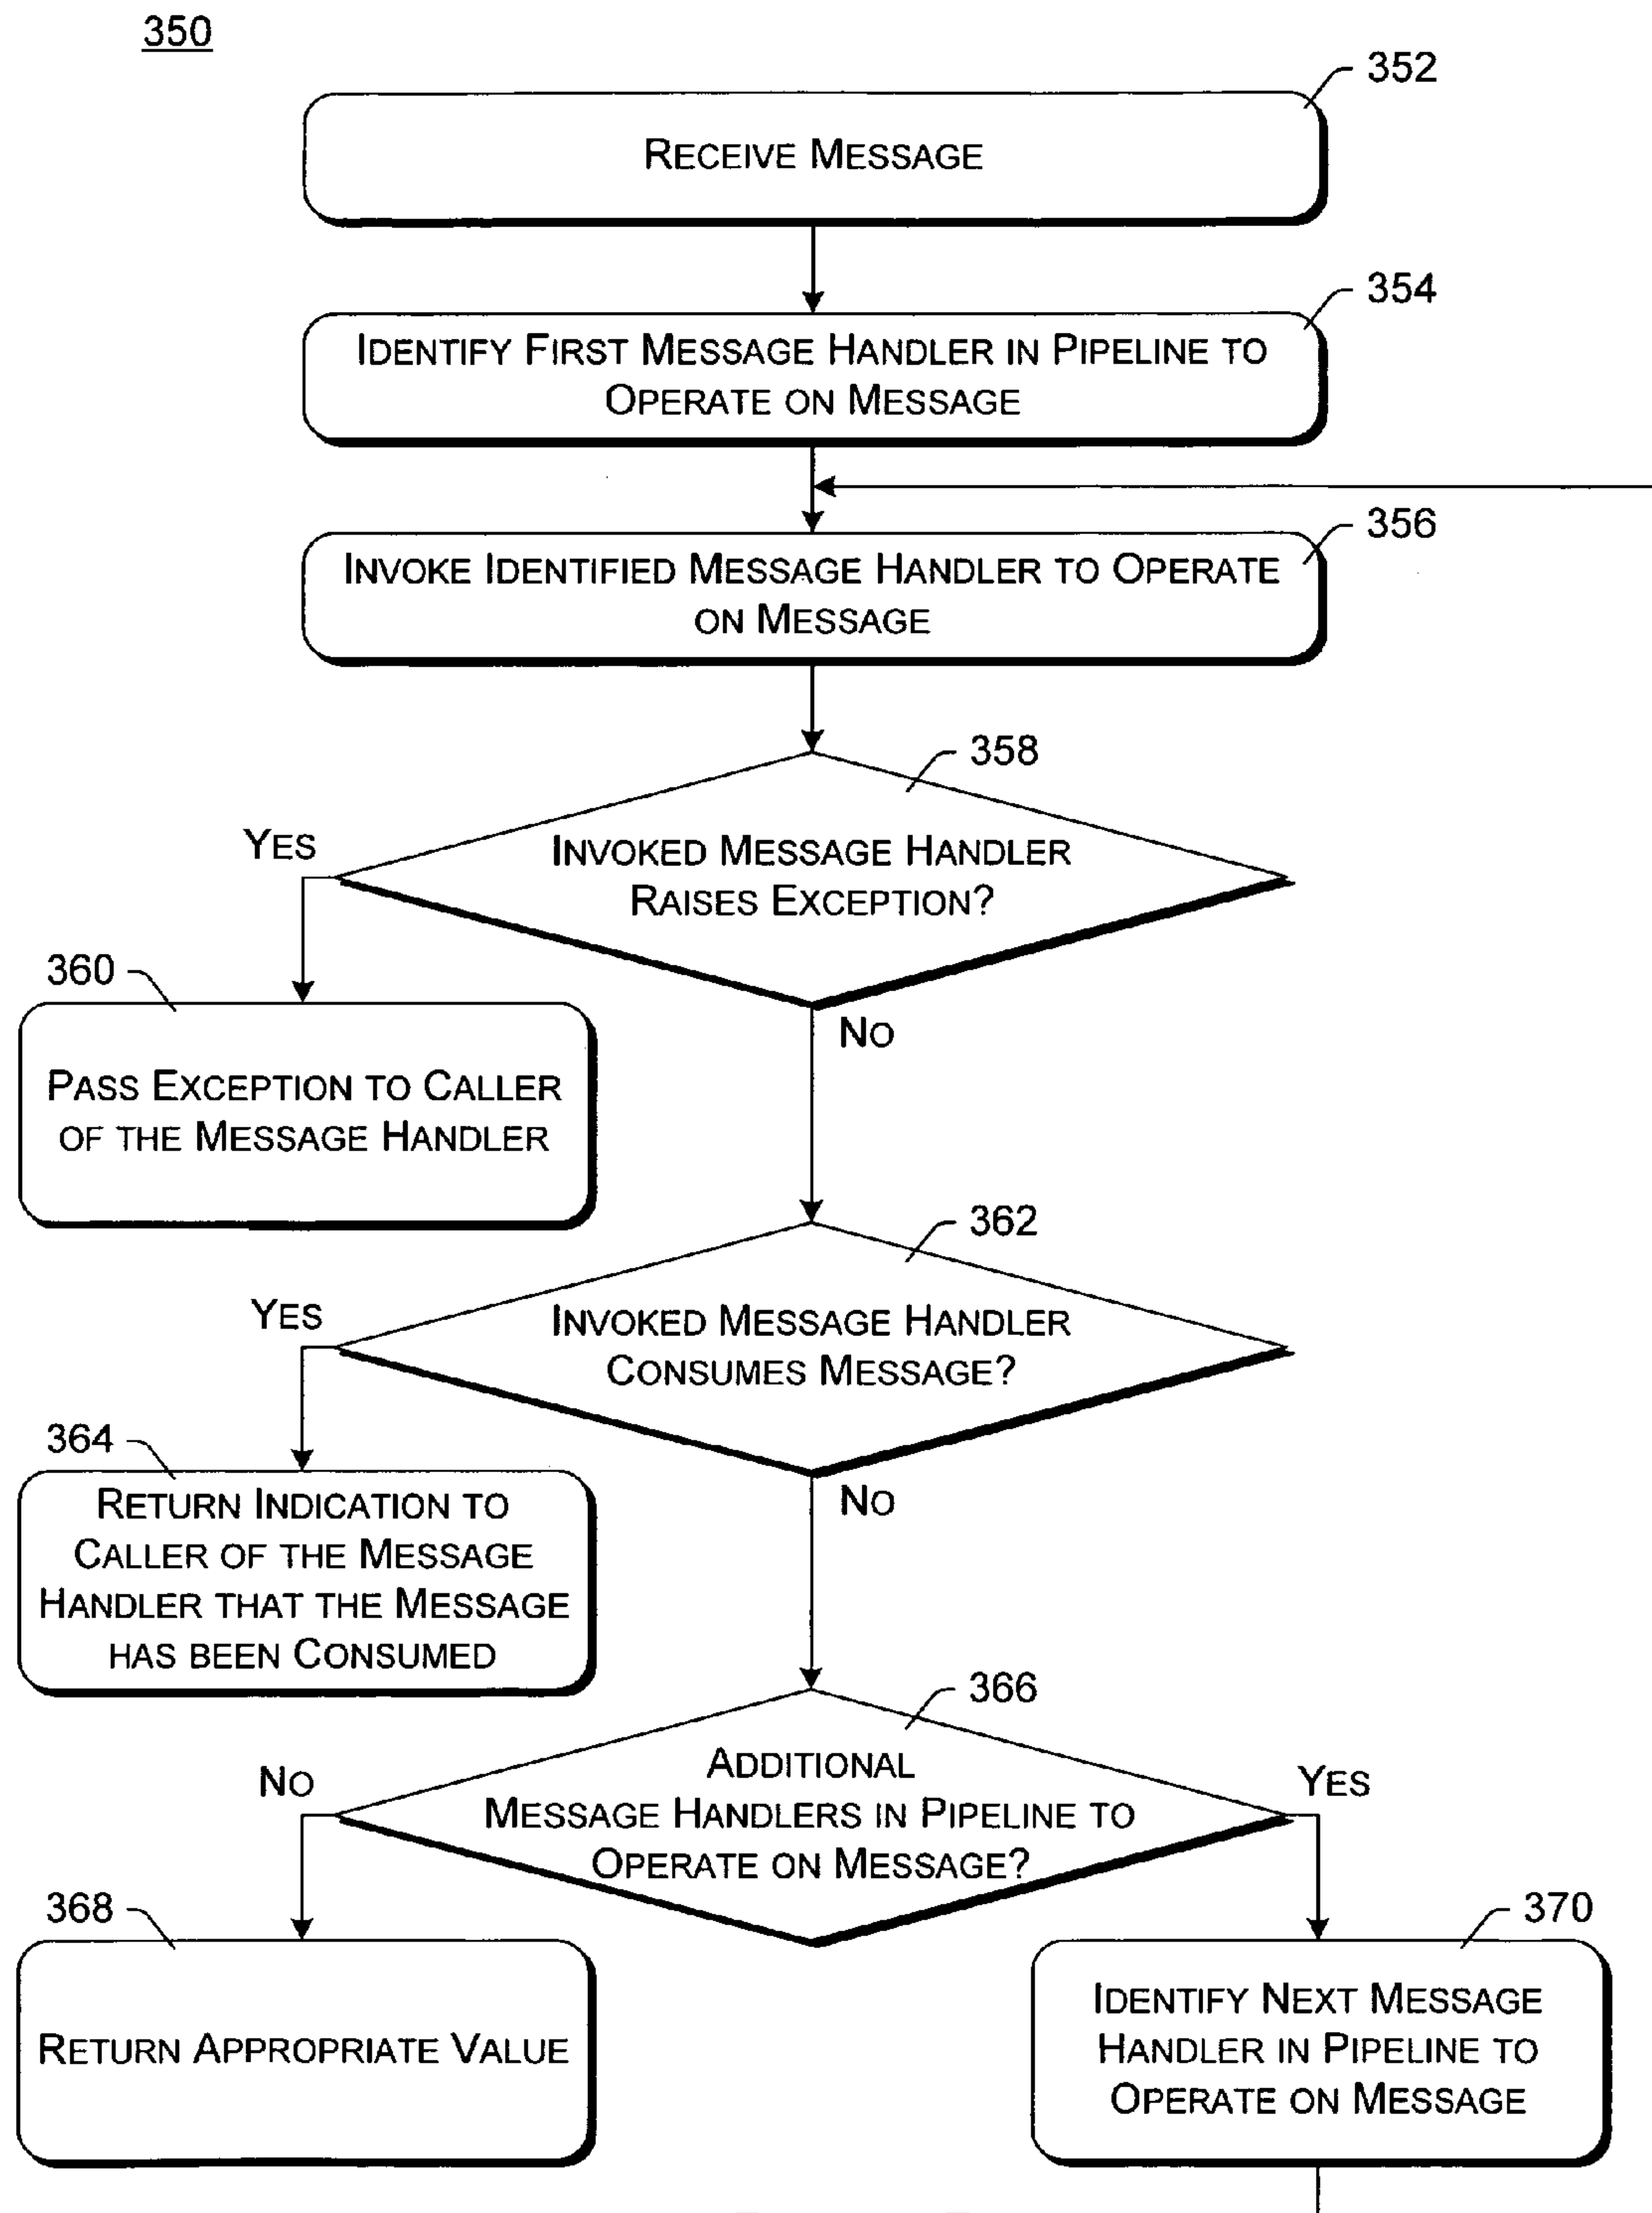 350
352
RECEIVE MESSAGE
354
IDENTIFY FIRST MESSAGE HANDLER IN PIPELINE TO
OPERATE ON MESSAGE
356
INVOKE IDENTIFIED MESSAGE HANDLER TO OPERATE
ON MESSAGE
358
YES
INVOKED MESSAGE HANDLER
RAISES EXCEPTION?
360
NO
PASS EXCEPTION TO CALLER
OF THE MESSAGE HANDLER
362
YES
INVOKED MESSAGE HANDLER
CONSUMES MESSAGE?
364
NO
RETURN INDICATION TO
CALLER OF THE MESSAGE
HANDLER THAT THE MESSAGE
HAS BEEN CONSUMED
366
NO
ADDITIONAL
MESSAGE HANDLERS IN PIPELINE TO
OPERATE ON MESSAGE?
YES
368
370
RETURN APPROPRIATE VALUE
IDENTIFY NEXT MESSAGE
HANDLER IN PIPELINE TO
OPERATE ON MESSAGE